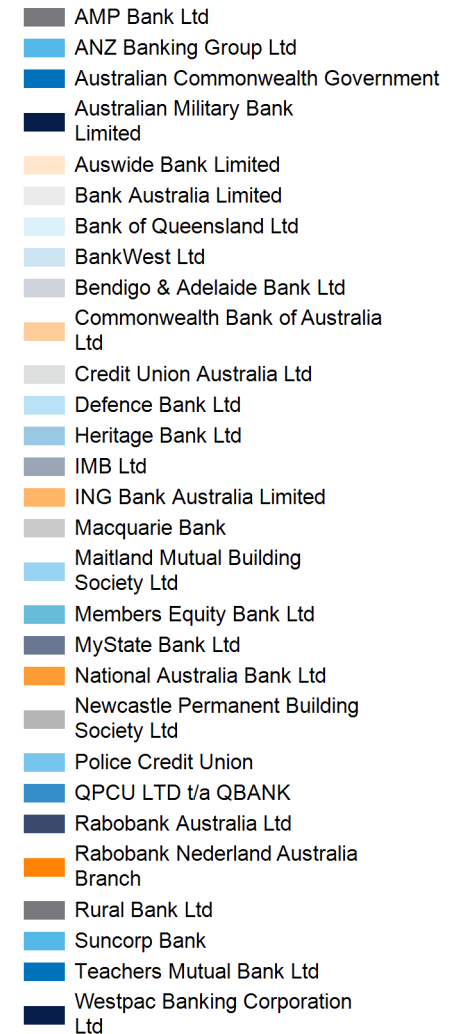 AMP Bank Ltd
ANZ Banking Group Ltd
Australian Commonwealth Government
Australian Military Bank
Limited
Auswide Bank Limited
Bank Australia Limited
Bank of Queensland Ltd
BankWest Ltd
Bendigo & Adelaide Bank Ltd
Commonwealth Bank of Australia
Ltd
Credit Union Australia Ltd
Defence Bank Ltd
Heritage Bank Ltd
IMB Ltd
ING Bank Australia Limited
Macquarie Bank
Maitland Mutual Building
Society Ltd
Members Equity Bank Ltd
MyState Bank Ltd
National Australia Bank Ltd
Newcastle Permanent Building
Society Ltd
Police Credit Union
QPCU LTD t/a QBANK
Rabobank Australia Ltd
Rabobank Nederland Australia
Branch
Rural Bank Ltd
Suncorp Bank
Teachers Mutual Bank Ltd
Westpac Banking Corporation
Ltd